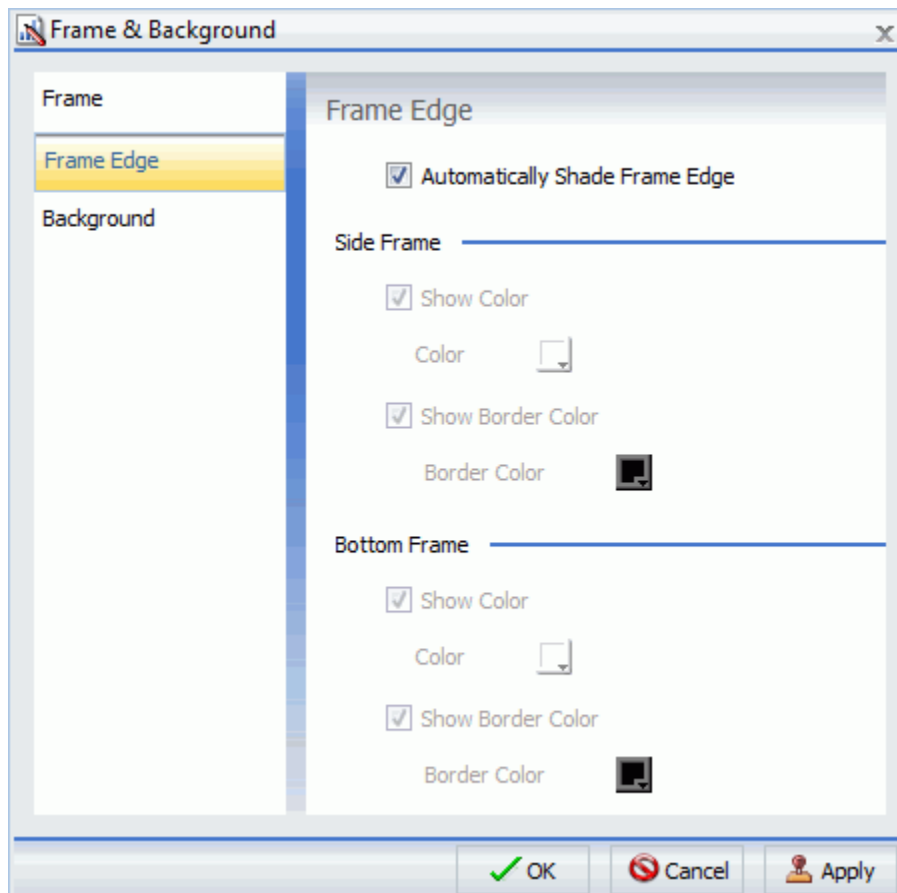 Frame & Background
x
Frame
Frame Edge
Background
Frame Edge
Automatically Shade Frame Edge
Side Frame
Show Color
Color
Show Border Color
Border Color
Bottom Frame
Show Color
Color
Show Border Color
Border Color
OK
Cancel
Apply